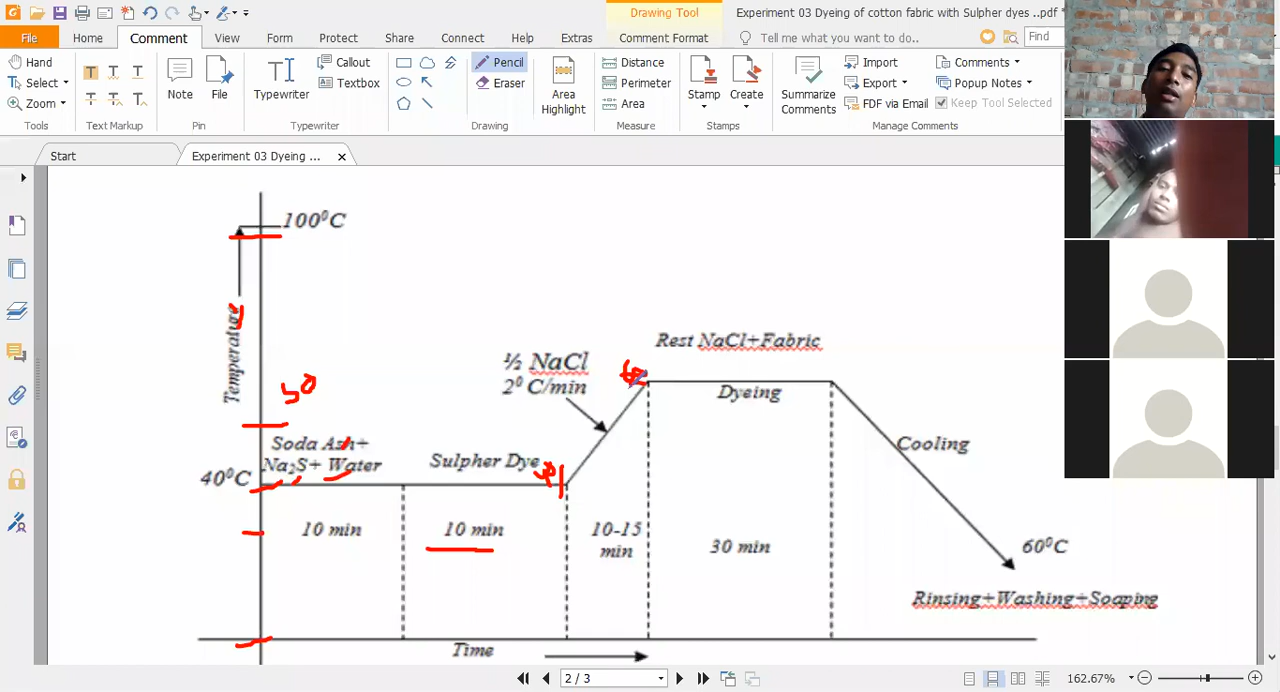 Drawing Tool
Experiment 03 Dyeing of cotton fabric with Sulpher dyes ..pdf *
File Home Comment View Form Protect Share Connect Help Extras Comment Format
Tell me what you want to do..
Find
Hand
Select
Zoom
Tools
Text Markup
Note
File
Pin
Typewriter
Callout
Textbox
Typewriter
Pencil
Eraser
Drawing
Area Highlight
Distance
Perimeter
Area
Measure
Stamp
Create
Stamps
Summarize Comments
Import
Export
FDF via Email
Comments
Popup Notes
Keep Tool Selected
Manage Comments
Start
Experiment 03 Dyeing ...
100⁰C
Temperature
Rest NaCl+Fabric
½ NaCl
2⁰ C/min
Dyeing
50
Soda Ash+
Na₂S+ Water
Sulpher Dye
Cooling
40⁰C
10 min
10 min
10-15
min
30 min
60⁰C
Rinsing+Washing+Soaping
Time
2 / 3
162.67%